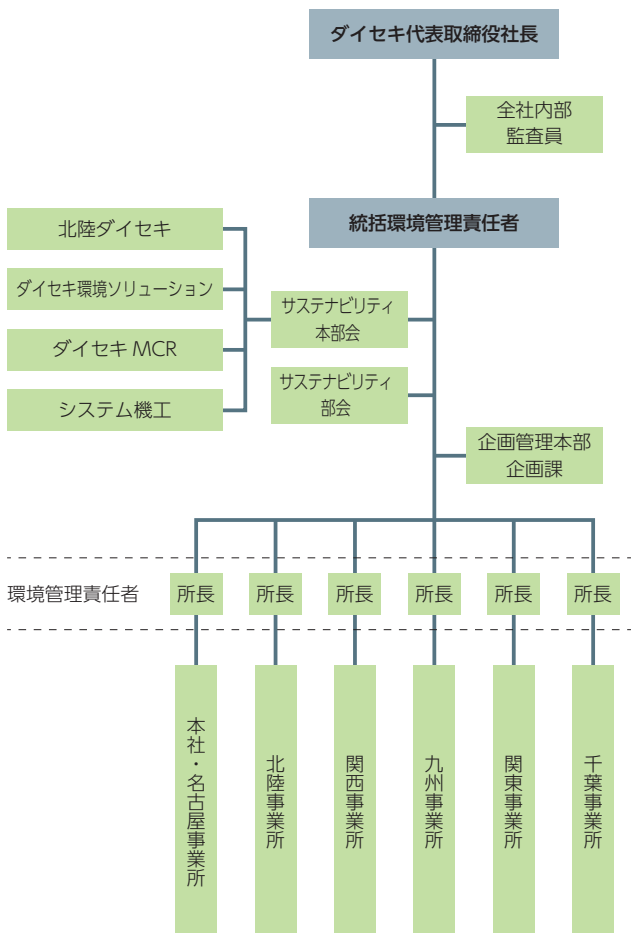 ダイセキ代表取締役社長
全社内部
監査員
統括環境管理責任者
北陸ダイセキ
ダイセキ環境ソリューション
ダイセキMCR
システム機工
サステナビリティ
本部会
サステナビリティ
部会
企画管理本部
企画課
環境管理責任者
所長
所長
所長
所長
所長
所長
本社・名古屋事業所
北陸事業所
関西事業所
九州事業所
関東事業所
千葉事業所